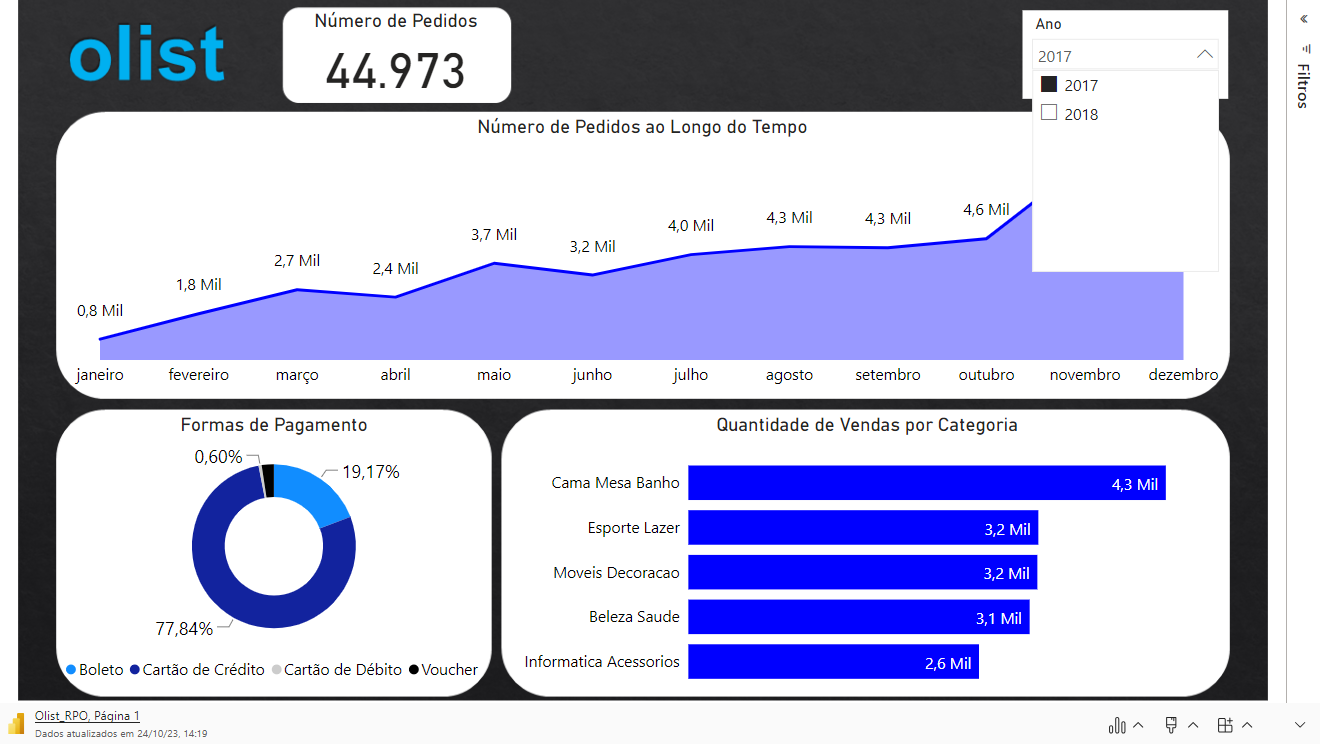 olist
Número de Pedidos
44.973
Ano
2017
2017
2018
Filtros
Número de Pedidos ao Longo do Tempo
0,8 Mil
1,8 Mil
2,7 Mil
2,4 Mil
3,7 Mil
3,2 Mil
4,0 Mil
4,3 Mil
4,3 Mil
4,6 Mil
janeiro fevereiro março abril maio junho julho agosto setembro outubro novembro dezembro
Formas de Pagamento
0,60%
19,17%
77,84%
Boleto Cartão de Crédito Cartão de Débito Voucher
Quantidade de Vendas por Categoria
Cama Mesa Banho 4,3 Mil
Esporte Lazer 3,2 Mil
Moveis Decoracao 3,2 Mil
Beleza Saude 3,1 Mil
Informatica Acessorios 2,6 Mil
Olist_RPO, Página 1
Dados atualizados em 24/10/23, 14:19